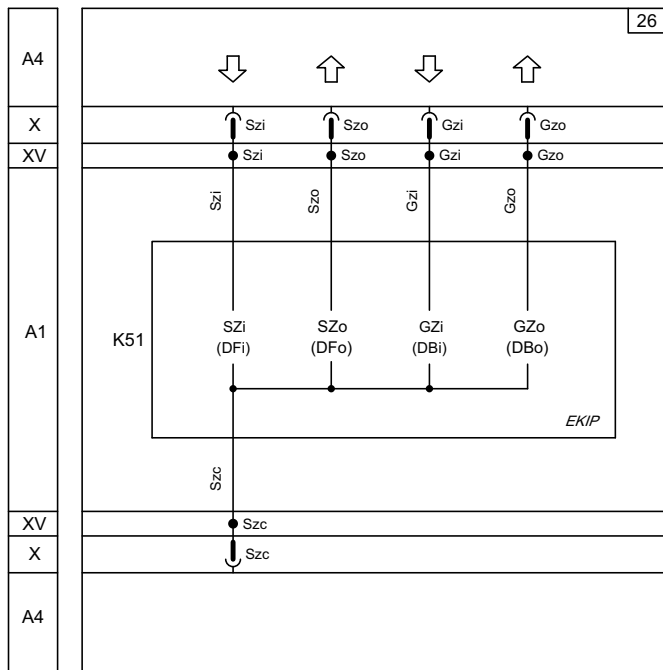 26
A4
X
Szi Szo Gzi Gzo
XV
Szi Szo Gzi Gzo
Szi Szo Gzi Gzo
A1
K51
SZi SZo GZi GZo
(DFi) (DFo) (DBi) (DBo)
EKIP
Szc
XV
Szc
X
Szc
A4